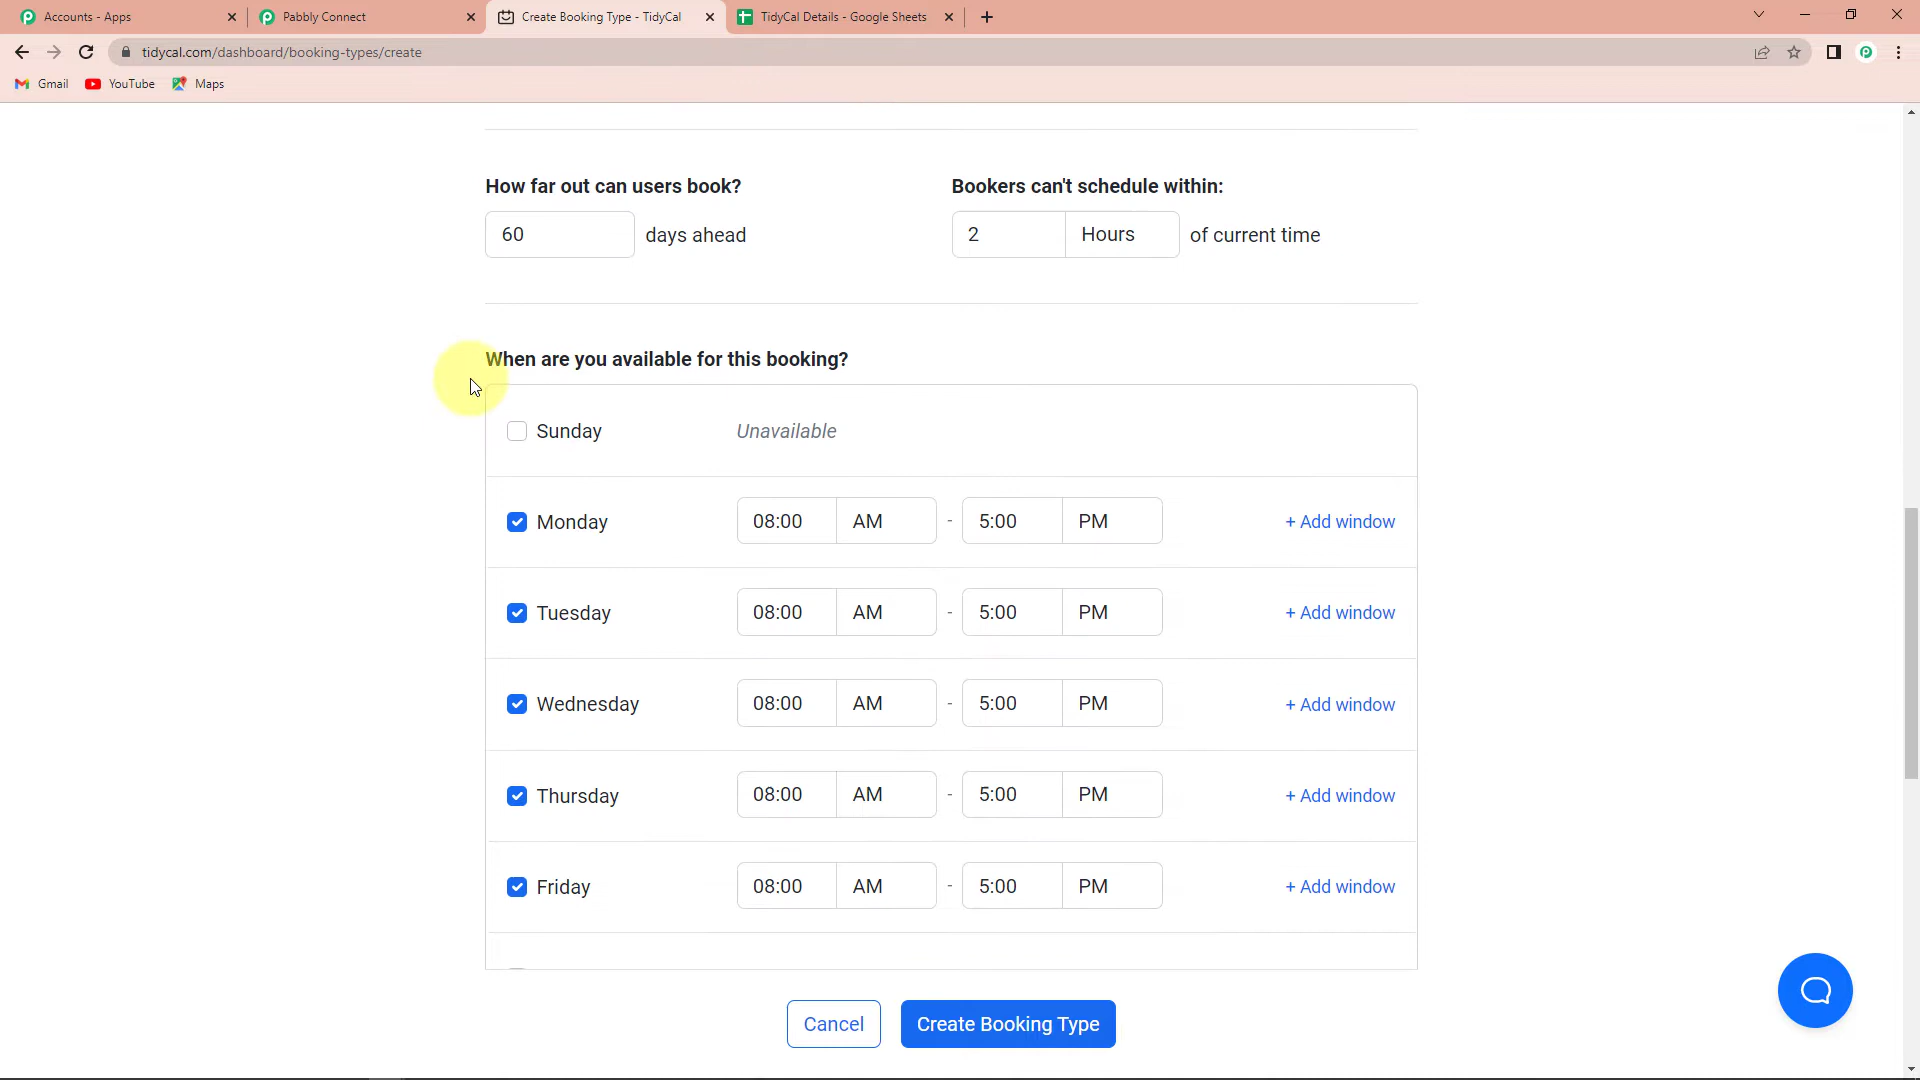 Accounts - Apps
Pabbly Connect
Create Booking Type - TidyCal
TidyCal Details - Google Sheets
tidycal.com/dashboard/booking-types/create
Gmail
YouTube
Maps
How far out can users book?
Bookers can't schedule within:
60 days ahead
2 Hours of current time
When are you available for this booking?
Sunday Unavailable
Monday 08:00 AM - 5:00 PM + Add window
Tuesday 08:00 AM - 5:00 PM + Add window
Wednesday 08:00 AM - 5:00 PM + Add window
Thursday 08:00 AM - 5:00 PM + Add window
Friday 08:00 AM - 5:00 PM + Add window
Cancel
Create Booking Type